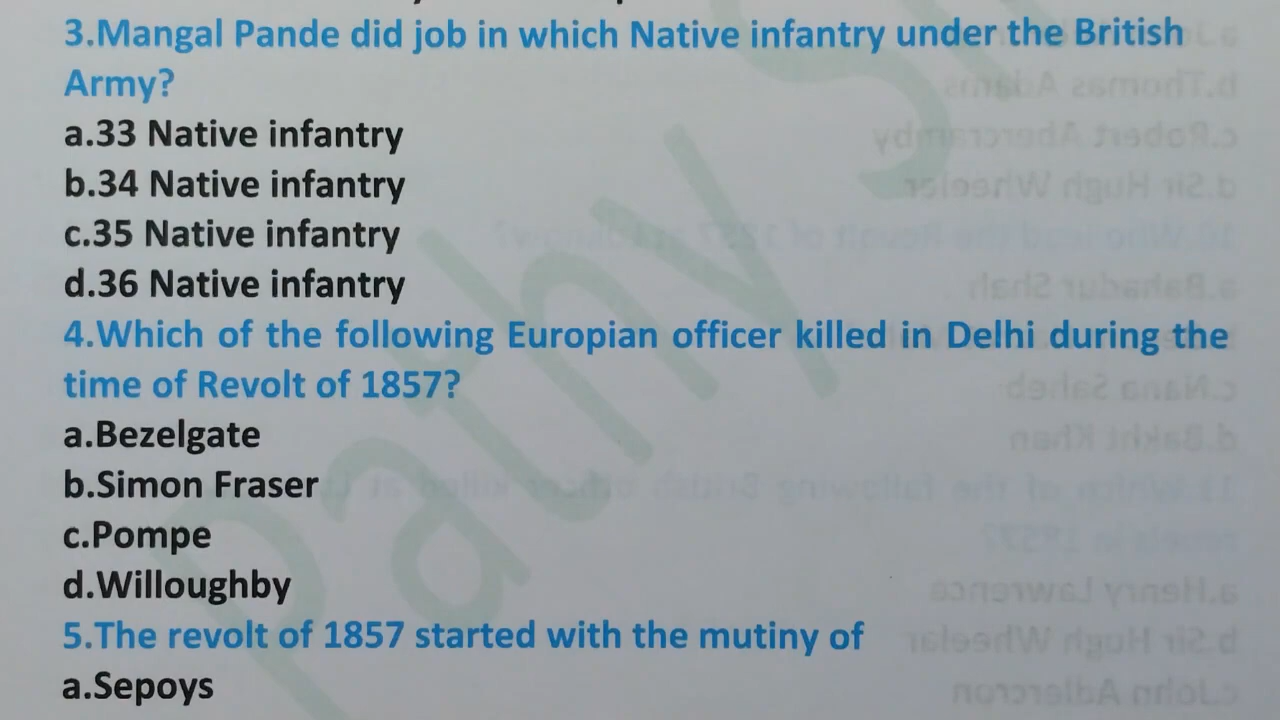 3.Mangal Pande did job in which Native infantry under the British
Army?
a.33 Native infantry
b.34 Native infantry
c.35 Native infantry
d.36 Native infantry
4.Which of the following Europian officer killed in Delhi during the
time of Revolt of 1857?
a.Bezelgate
b.Simon Fraser
c.Pompe
d.Willoughby
5.The revolt of 1857 started with the mutiny of
a.Sepoys